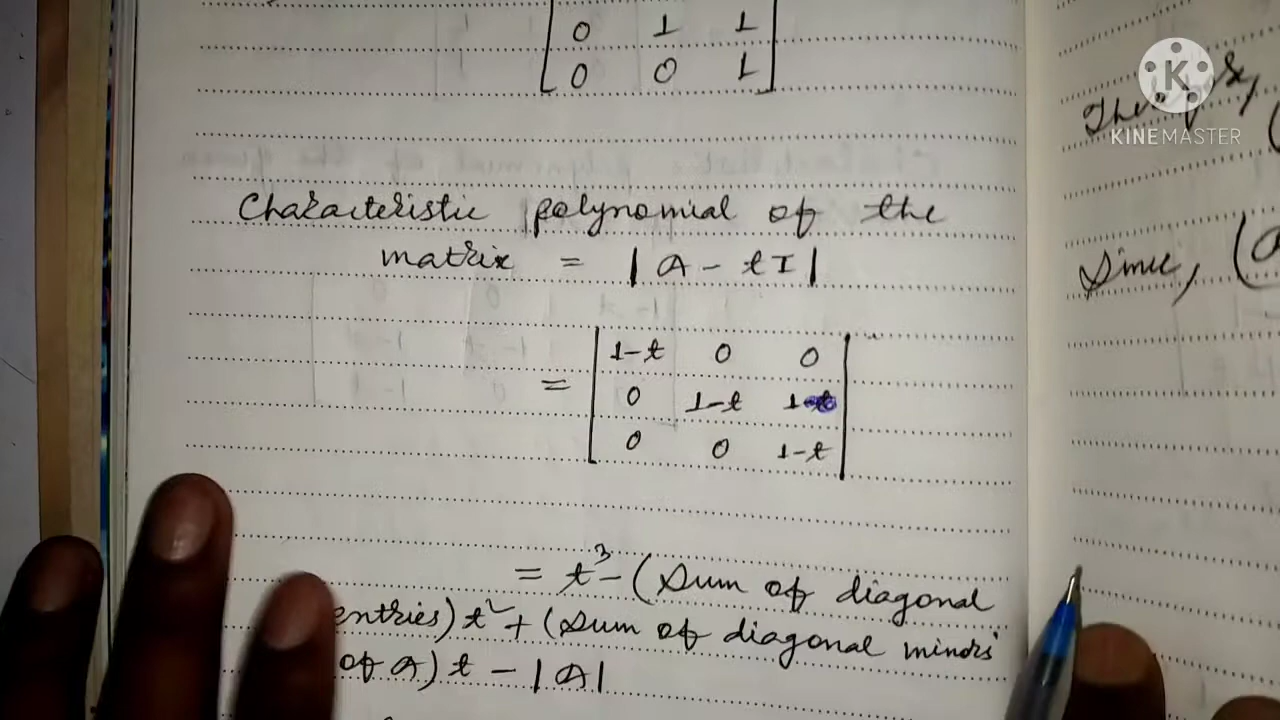 0 1 1
0 0 1
Characteristic polynomial of the
matrix = |A - tI|
= | 1-t 0 0 |
| 0 1-t 1 |
| 0 0 1-t |
= t³ - (Sum of diagonal
entries) t² + (Sum of diagonal minors
of A) t - |A|
Since,
KINEMASTER